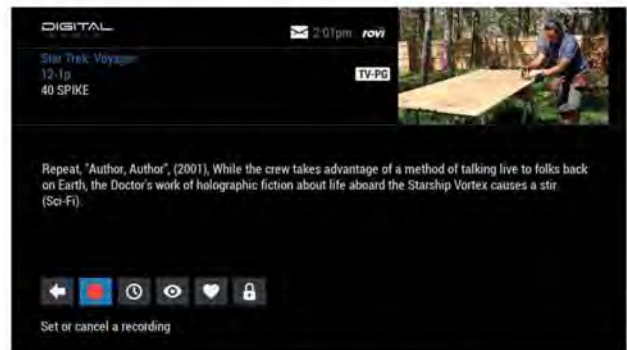 DIGITAL
2:01pm rovi
Star Trek: Voyager
12-1p
TV-PG
40 SPIKE
Repeat, "Author, Author", (2001), While the crew takes advantage of a method of talking live to folks back
on Earth, the Doctor's work of holographic fiction about life aboard the Starship Vortex causes a stir
(Sci-Fi).
Set or cancel a recording